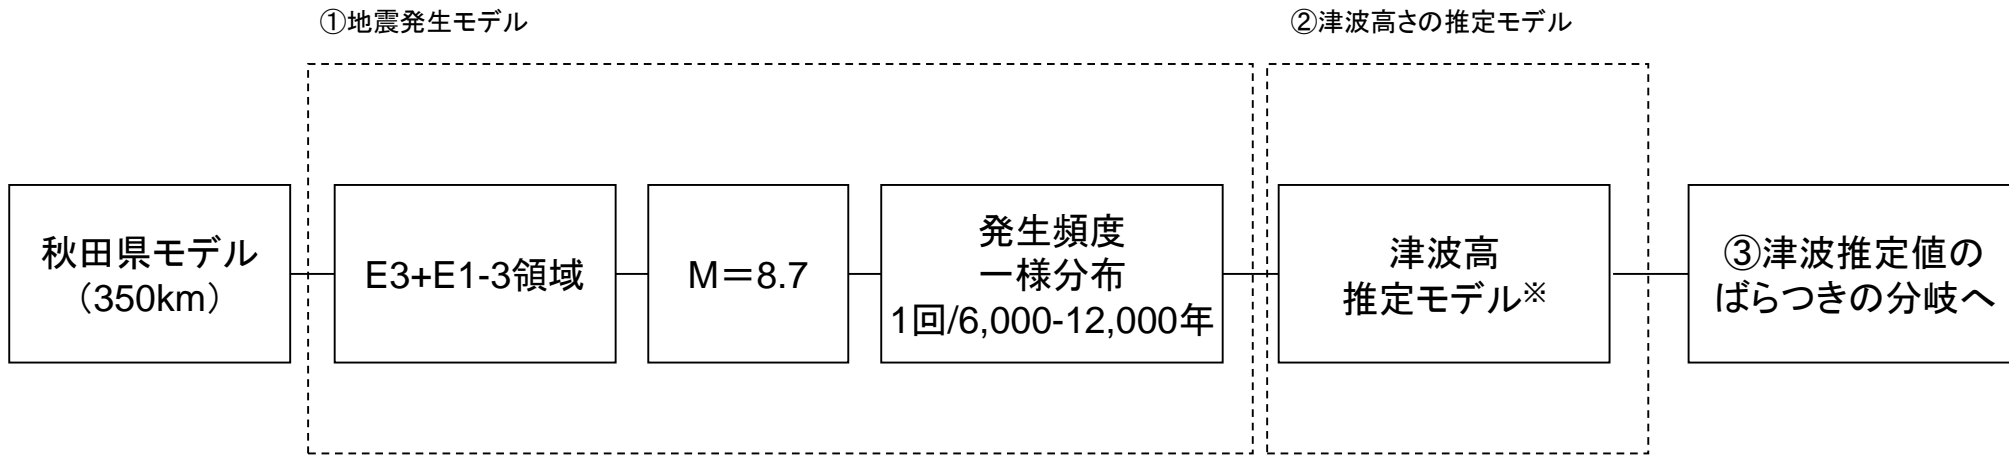 ①地震発生モデル
②津波高さの推定モデル
秋田県モデル
（350km）
E3+E1-3領域
M＝8.7
発生頻度
一様分布
1回/6,000-12,000年
津波高
推定モデル※
③津波推定値の
ばらつきの分岐へ